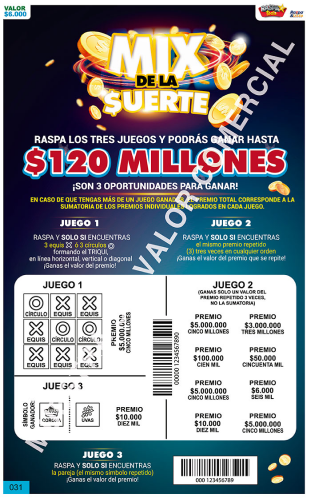 VALOR
$6.000
Raspa
MIX
DE LA
$UERTE
RASPA LOS TRES JUEGOS Y PODRÁS GANAR HASTA
$120 MILLONES
¡SON 3 OPORTUNIDADES PARA GANAR!
EN CASO DE QUE TENGAS MÁS DE UN JUEGO GANADOR EL PREMIO TOTAL CORRESPONDE A LA
SUMATORIA DE LOS PREMIOS INDIVIDUALES LOGRADOS EN CADA JUEGO.
JUEGO 1
RASPA Y SOLO SI ENCUENTRAS
3 equis o 3 círculos
formando el TRIQUI,
en línea horizontal, vertical o diagonal
¡Ganas el valor del premio!
JUEGO 2
RASPA Y SOLO SI ENCUENTRAS
el mismo premio repetido
(3) tres veces en cualquier orden
¡Ganas el valor del premio que se repite!
JUEGO 1
CÍRCULO
EQUIS
CÍRCULO
EQUIS
CÍRCULO
EQUIS
EQUIS
EQUIS
EQUIS
PREMIO
$5.000.000
CINCO MILLONES
00000 1234567890
JUEGO 2
(GANAS SOLO UN VALOR DEL
PREMIO REPETIDO 3 VECES,
NO LA SUMATORIA)
PREMIO
$5.000.000
CINCO MILLONES
PREMIO
$3.000.000
TRES MILLONES
PREMIO
$100.000
CIEN MIL
PREMIO
$50.000
CINCUENTA MIL
PREMIO
$5.000.000
CINCO MILLONES
PREMIO
$6.000
SEIS MIL
PREMIO
$10.000
DIEZ MIL
PREMIO
$5.000.000
CINCO MILLONES
JUEGO 3
SÍMBOLO
GANADOR:
CORONA
UVAS
PREMIO
$10.000
DIEZ MIL
JUEGO 3
RASPA Y SOLO SI ENCUENTRAS
la pareja (el mismo símbolo repetido)
¡Ganas el valor del premio!
000 123456789
031
VALOR COMERCIAL